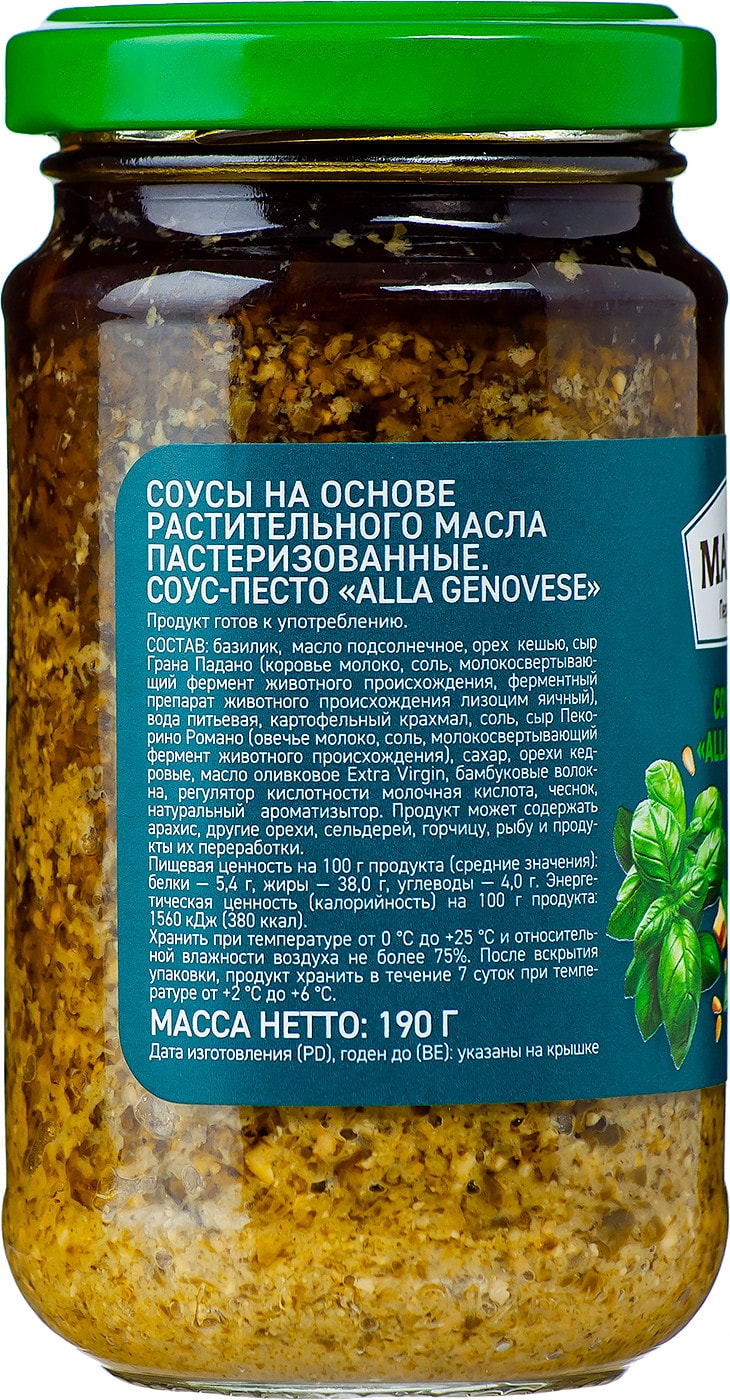 СОУСЫ НА ОСНОВЕ
РАСТИТЕЛЬНОГО МАСЛА
ПАСТЕРИЗОВАННЫЕ.
СОУС-ПЕСТО «ALLA GENOVESE»
Продукт готов к употреблению.
СОСТАВ: базилик, масло подсолнечное, орех кешью, сыр
Грана Падано (коровье молоко, соль, молокосвертываю-
щий фермент животного происхождения, ферментный
препарат животного происхождения лизоцим яичный),
вода питьевая, картофельный крахмал, соль, сыр Пеко-
рино Романо (овечье молоко, соль, молокосвертывающий
фермент животного происхождения), сахар, орехи кед-
ровые, масло оливковое Extra Virgin, бамбуковые волок-
на, регулятор кислотности молочная кислота, чеснок,
натуральный ароматизытор. Продукт может содержать
арахис, другие орехи, сельдерей, горчицу, рыбу и проду-
кты их переработки.
Пищевая ценность на 100 г продукта (средние значения):
белки — 5,4 г, жиры — 38,0 г, углеводы — 4,0 г. Энерге-
тическая ценность (калорийность) на 100 г продукта:
1560 кДж (380 ккал).
Хранить при температуре от 0 °С до +25 °С и относитель-
ной влажности воздуха не более 75%. После вскрытия
упаковки, продукт хранить в течение 7 суток при темпе-
ратуре от +2 °С до +6 °С.
МАССА НЕТТО: 190 Г
Дата изготовления (PD), годен до (BE): указаны на крышке